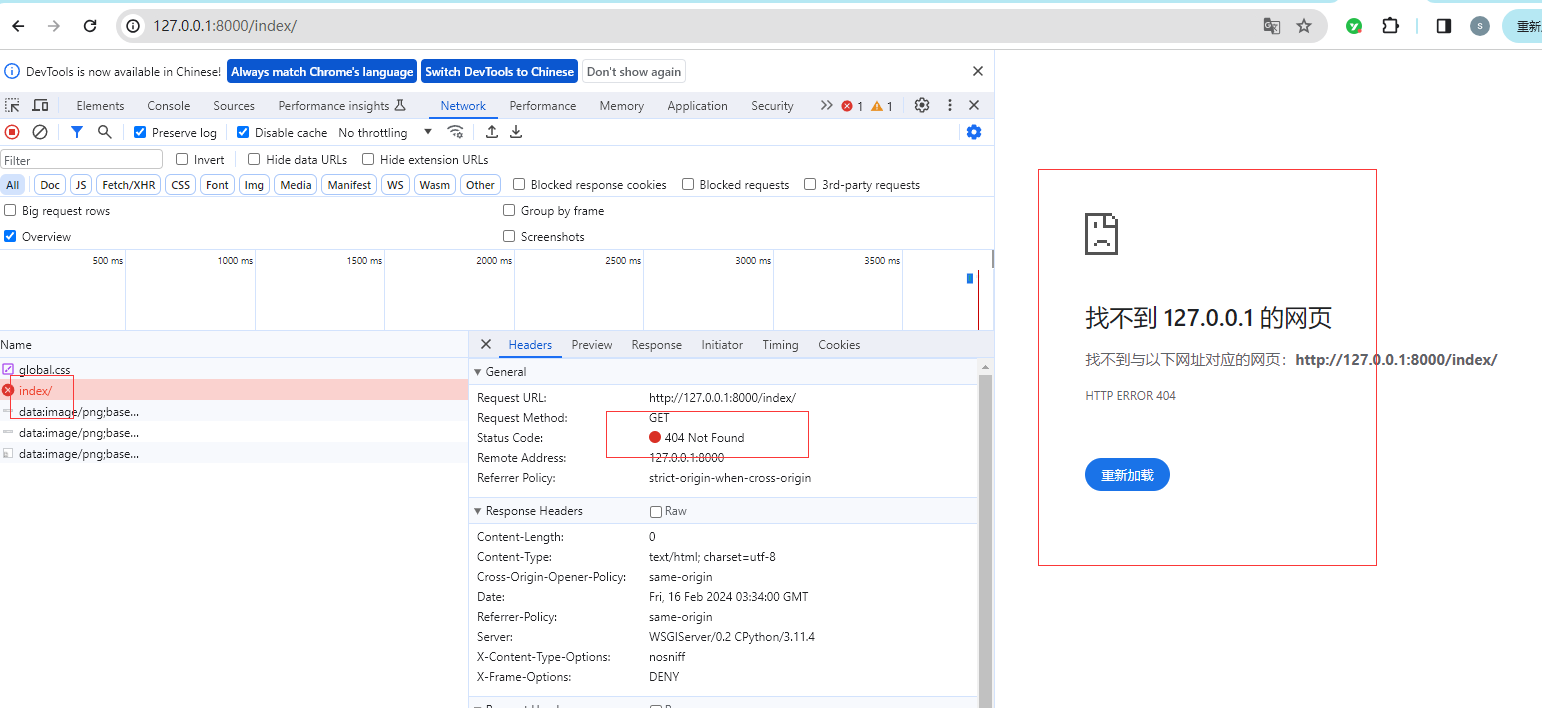 127.0.0.1:8000/index/
S
重新
DevTools is now available in Chinese! Always match Chrome's language Switch DevTools to Chinese Don't show again
Elements Console Sources Performance insights Network Performance Memory Application Security 1 1
Preserve log Disable cache No throttling
Filter Invert Hide data URLs Hide extension URLs
All Doc JS Fetch/XHR CSS Font Img Media Manifest WS Wasm Other Blocked response cookies Blocked requests 3rd-party requests
Big request rows Group by frame
Overview Screenshots
500 ms 1000 ms 1500 ms 2000 ms 2500 ms 3000 ms 3500 ms
Name
global.css
index/
data:image/png;base...
data:image/png;base...
data:image/png;base...
Headers Preview Response Initiator Timing Cookies
General
Request URL: http://127.0.0.1:8000/index/
Request Method: GET
Status Code: 404 Not Found
Remote Address: 127.0.0.1:8000
Referrer Policy: strict-origin-when-cross-origin
Response Headers Raw
Content-Length: 0
Content-Type: text/html; charset=utf-8
Cross-Origin-Opener-Policy: same-origin
Date: Fri, 16 Feb 2024 03:34:00 GMT
Referrer-Policy: same-origin
Server: WSGIServer/0.2 CPython/3.11.4
X-Content-Type-Options: nosniff
X-Frame-Options: DENY
找不到 127.0.0.1 的网页
找不到与以下网址对应的网页：http://127.0.0.1:8000/index/
HTTP ERROR 404
重新加载